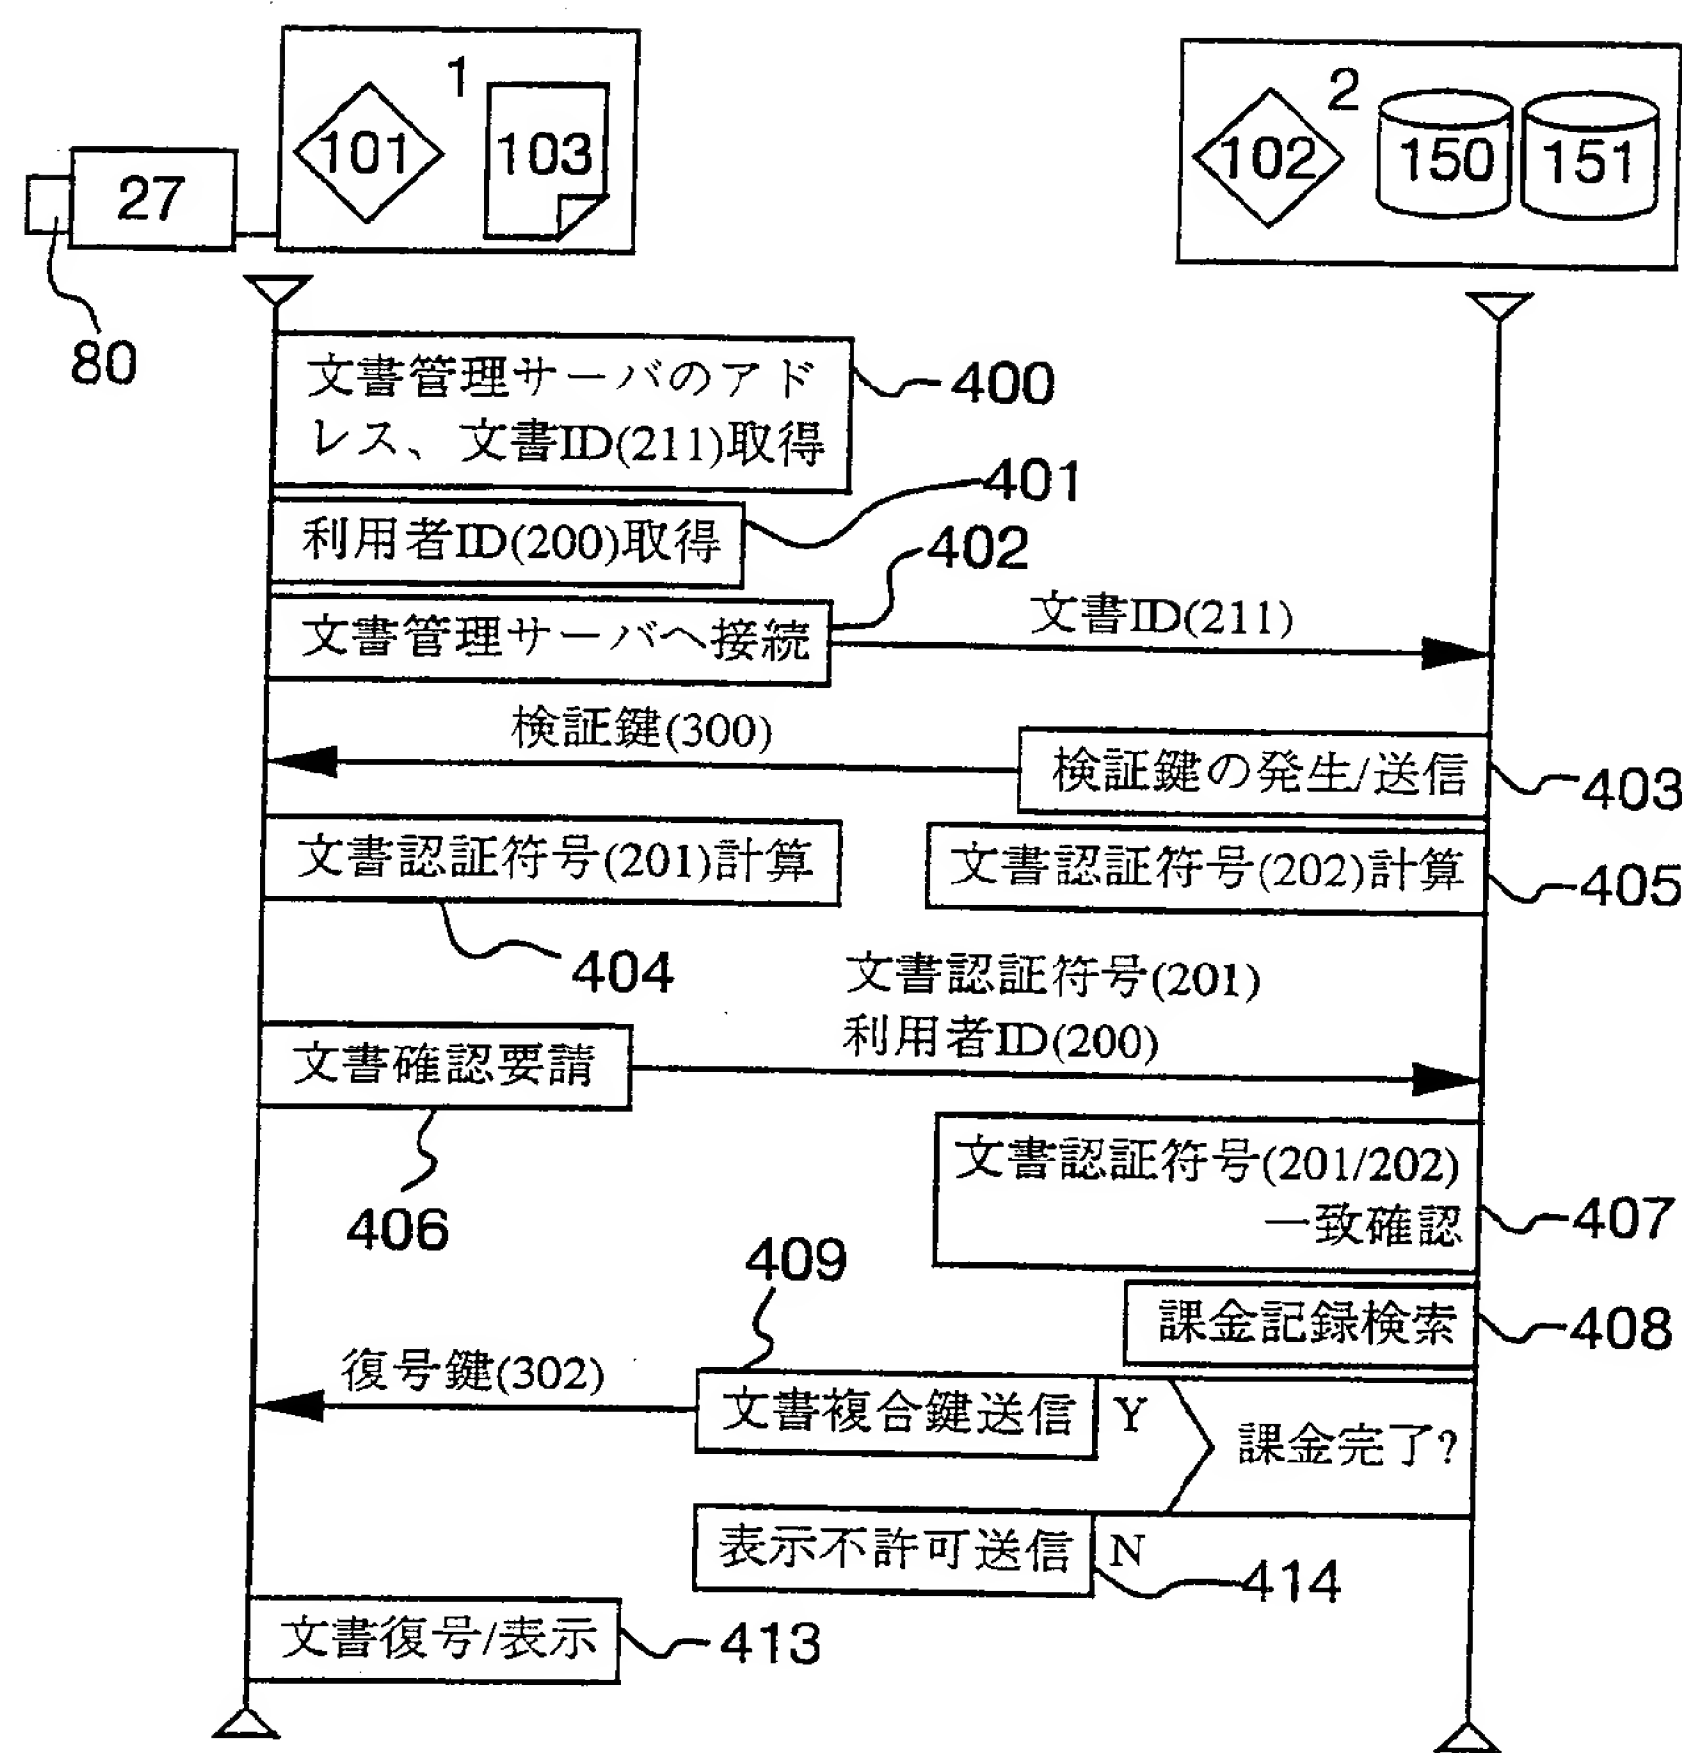 1
101
103
27
80
2
102
150
151
文書管理サーバのアド
レス、文書ID(211)取得
400
利用者ID(200)取得
401
文書管理サーバへ接続
402
文書ID(211)
検証鍵(300)
検証鍵の発生/送信
403
文書認証符号(201)計算
404
文書認証符号(202)計算
405
文書認証符号(201)
利用者ID(200)
文書確認要請
406
文書認証符号(201/202)
一致確認
407
課金記録検索
408
409
復号鍵(302)
文書複合鍵送信
Y
課金完了?
表示不許可送信
N
414
文書復号/表示
413